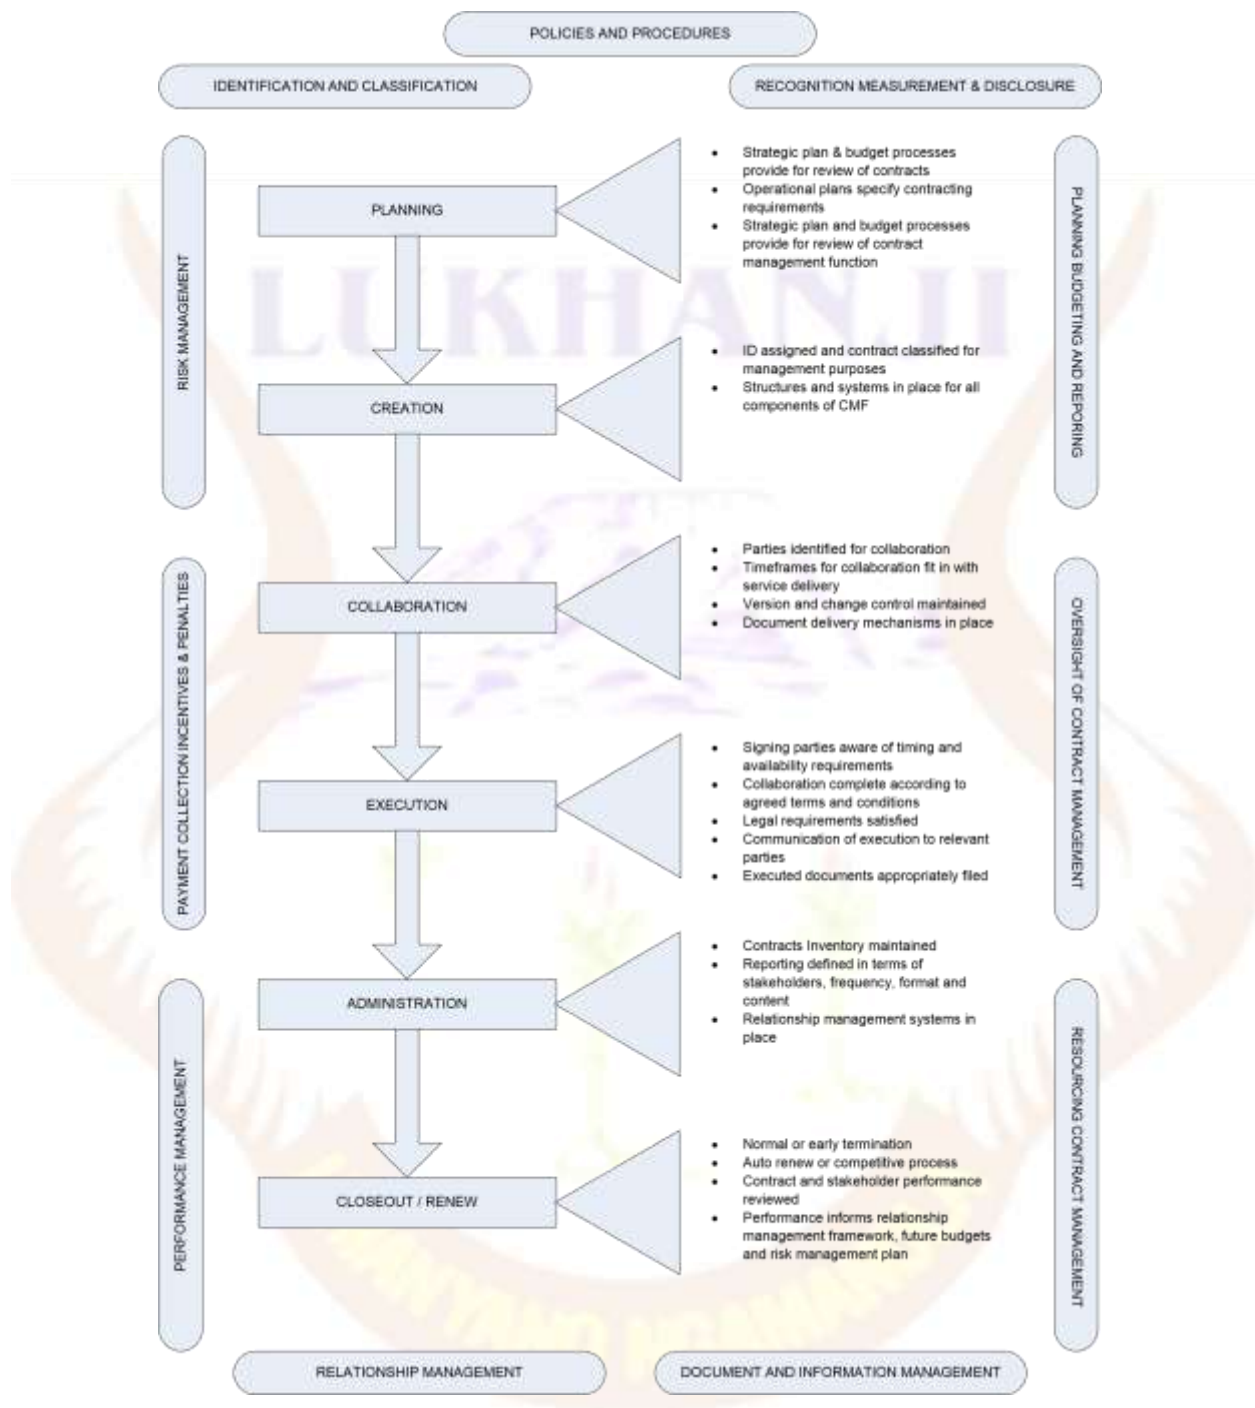 POLICIES AND PROCEDURES
IDENTIFICATION AND CLASSIFICATION
RECOGNITION MEASUREMENT & DISCLOSURE
RISK MANAGEMENT
PAYMENT COLLECTION INCENTIVES & PENALTIES
PERFORMANCE MANAGEMENT
LUKHANJI
PLANNING
• Strategic plan & budget processes
provide for review of contracts
• Operational plans specify contracting
requirements
• Strategic plan and budget processes
provide for review of contract
management function
CREATION
• ID assigned and contract classified for
management purposes
• Structures and systems in place for all
components of CMF
COLLABORATION
• Parties identified for collaboration
• Timeframes for collaboration fit in with
service delivery
• Version and change control maintained
• Document delivery mechanisms in place
EXECUTION
• Signing parties aware of timing and
availability requirements
• Collaboration complete according to
agreed terms and conditions
• Legal requirements satisfied
• Communication of execution to relevant
parties
• Executed documents appropriately filed
ADMINISTRATION
• Contracts Inventory maintained
• Reporting defined in terms of
stakeholders, frequency, format and
content
• Relationship management systems in
place
CLOSEOUT / RENEW
• Normal or early termination
• Auto renew or competitive process
• Contract and stakeholder performance
reviewed
• Performance informs relationship
management framework, future budgets
and risk management plan
PLANNING BUDGETING AND REPORTING
OVERSIGHT OF CONTRACT MANAGEMENT
RESOURCING CONTRACT MANAGEMENT
RELATIONSHIP MANAGEMENT
DOCUMENT AND INFORMATION MANAGEMENT